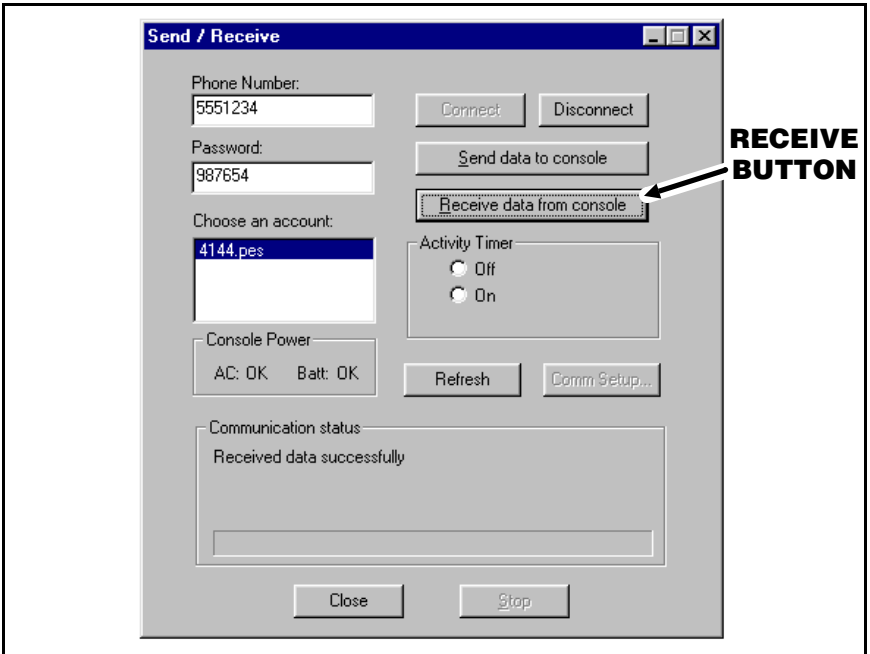 Send / Receive
Phone Number:
5551234
Connect
Disconnect
Password:
987654
Send data to console
RECEIVE
BUTTON
Receive data from console
Choose an account:
4144.pes
Activity Timer
Off
On
Console Power
AC: OK Batt: OK
Refresh
Comm Setup...
Communication status
Received data successfully
Close
Stop